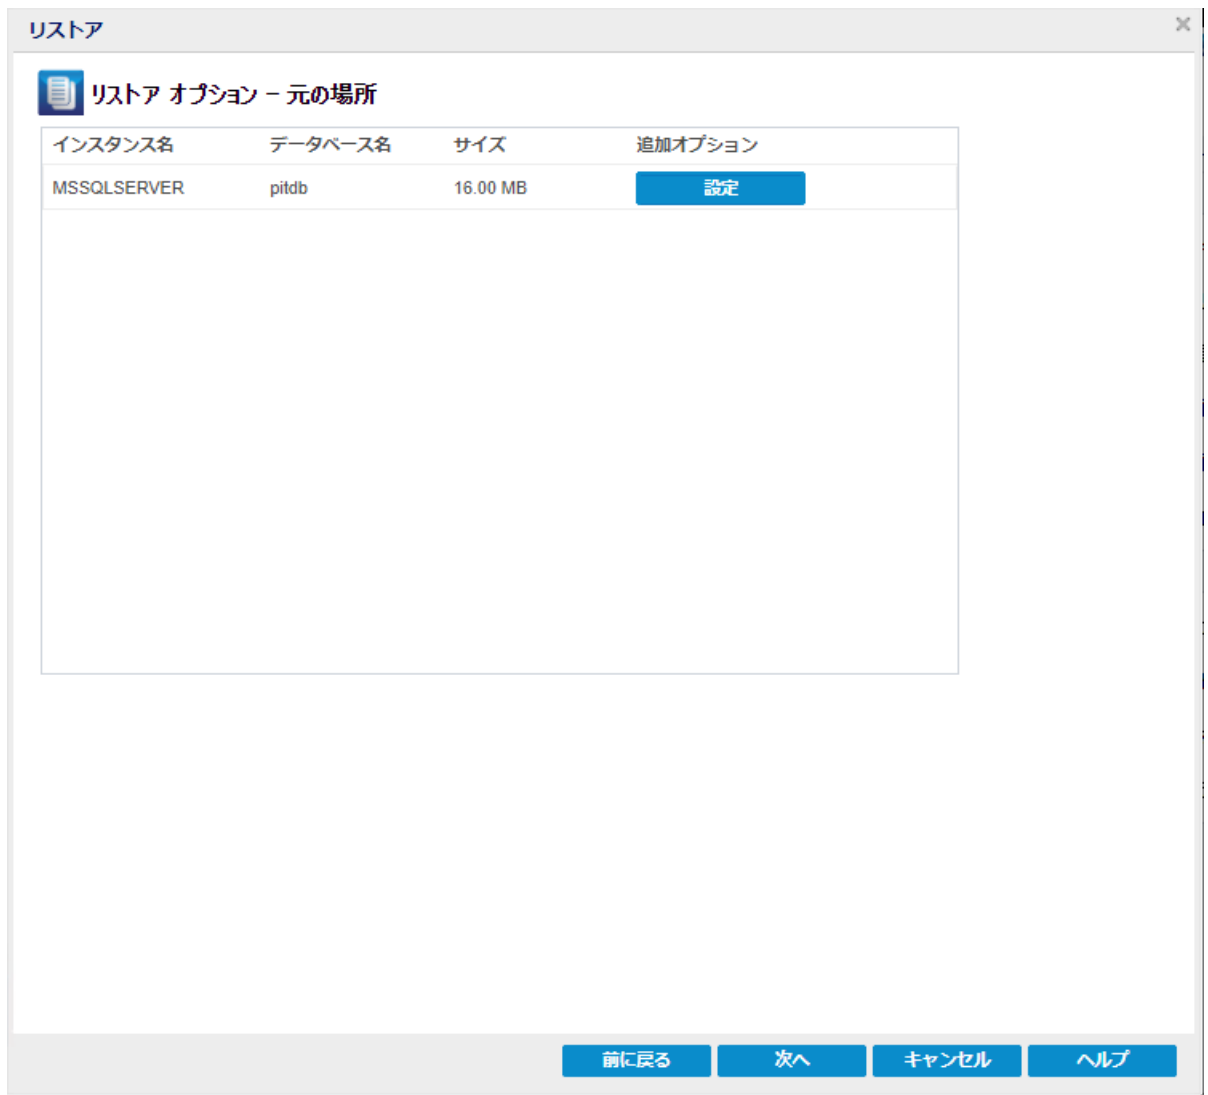 リストア
リストア オプション - 元の場所
インスタンス名 データベース名 サイズ 追加オプション
MSSQLSERVER pitdb 16.00 MB 設定
前に戻る 次へ キャンセル ヘルプ